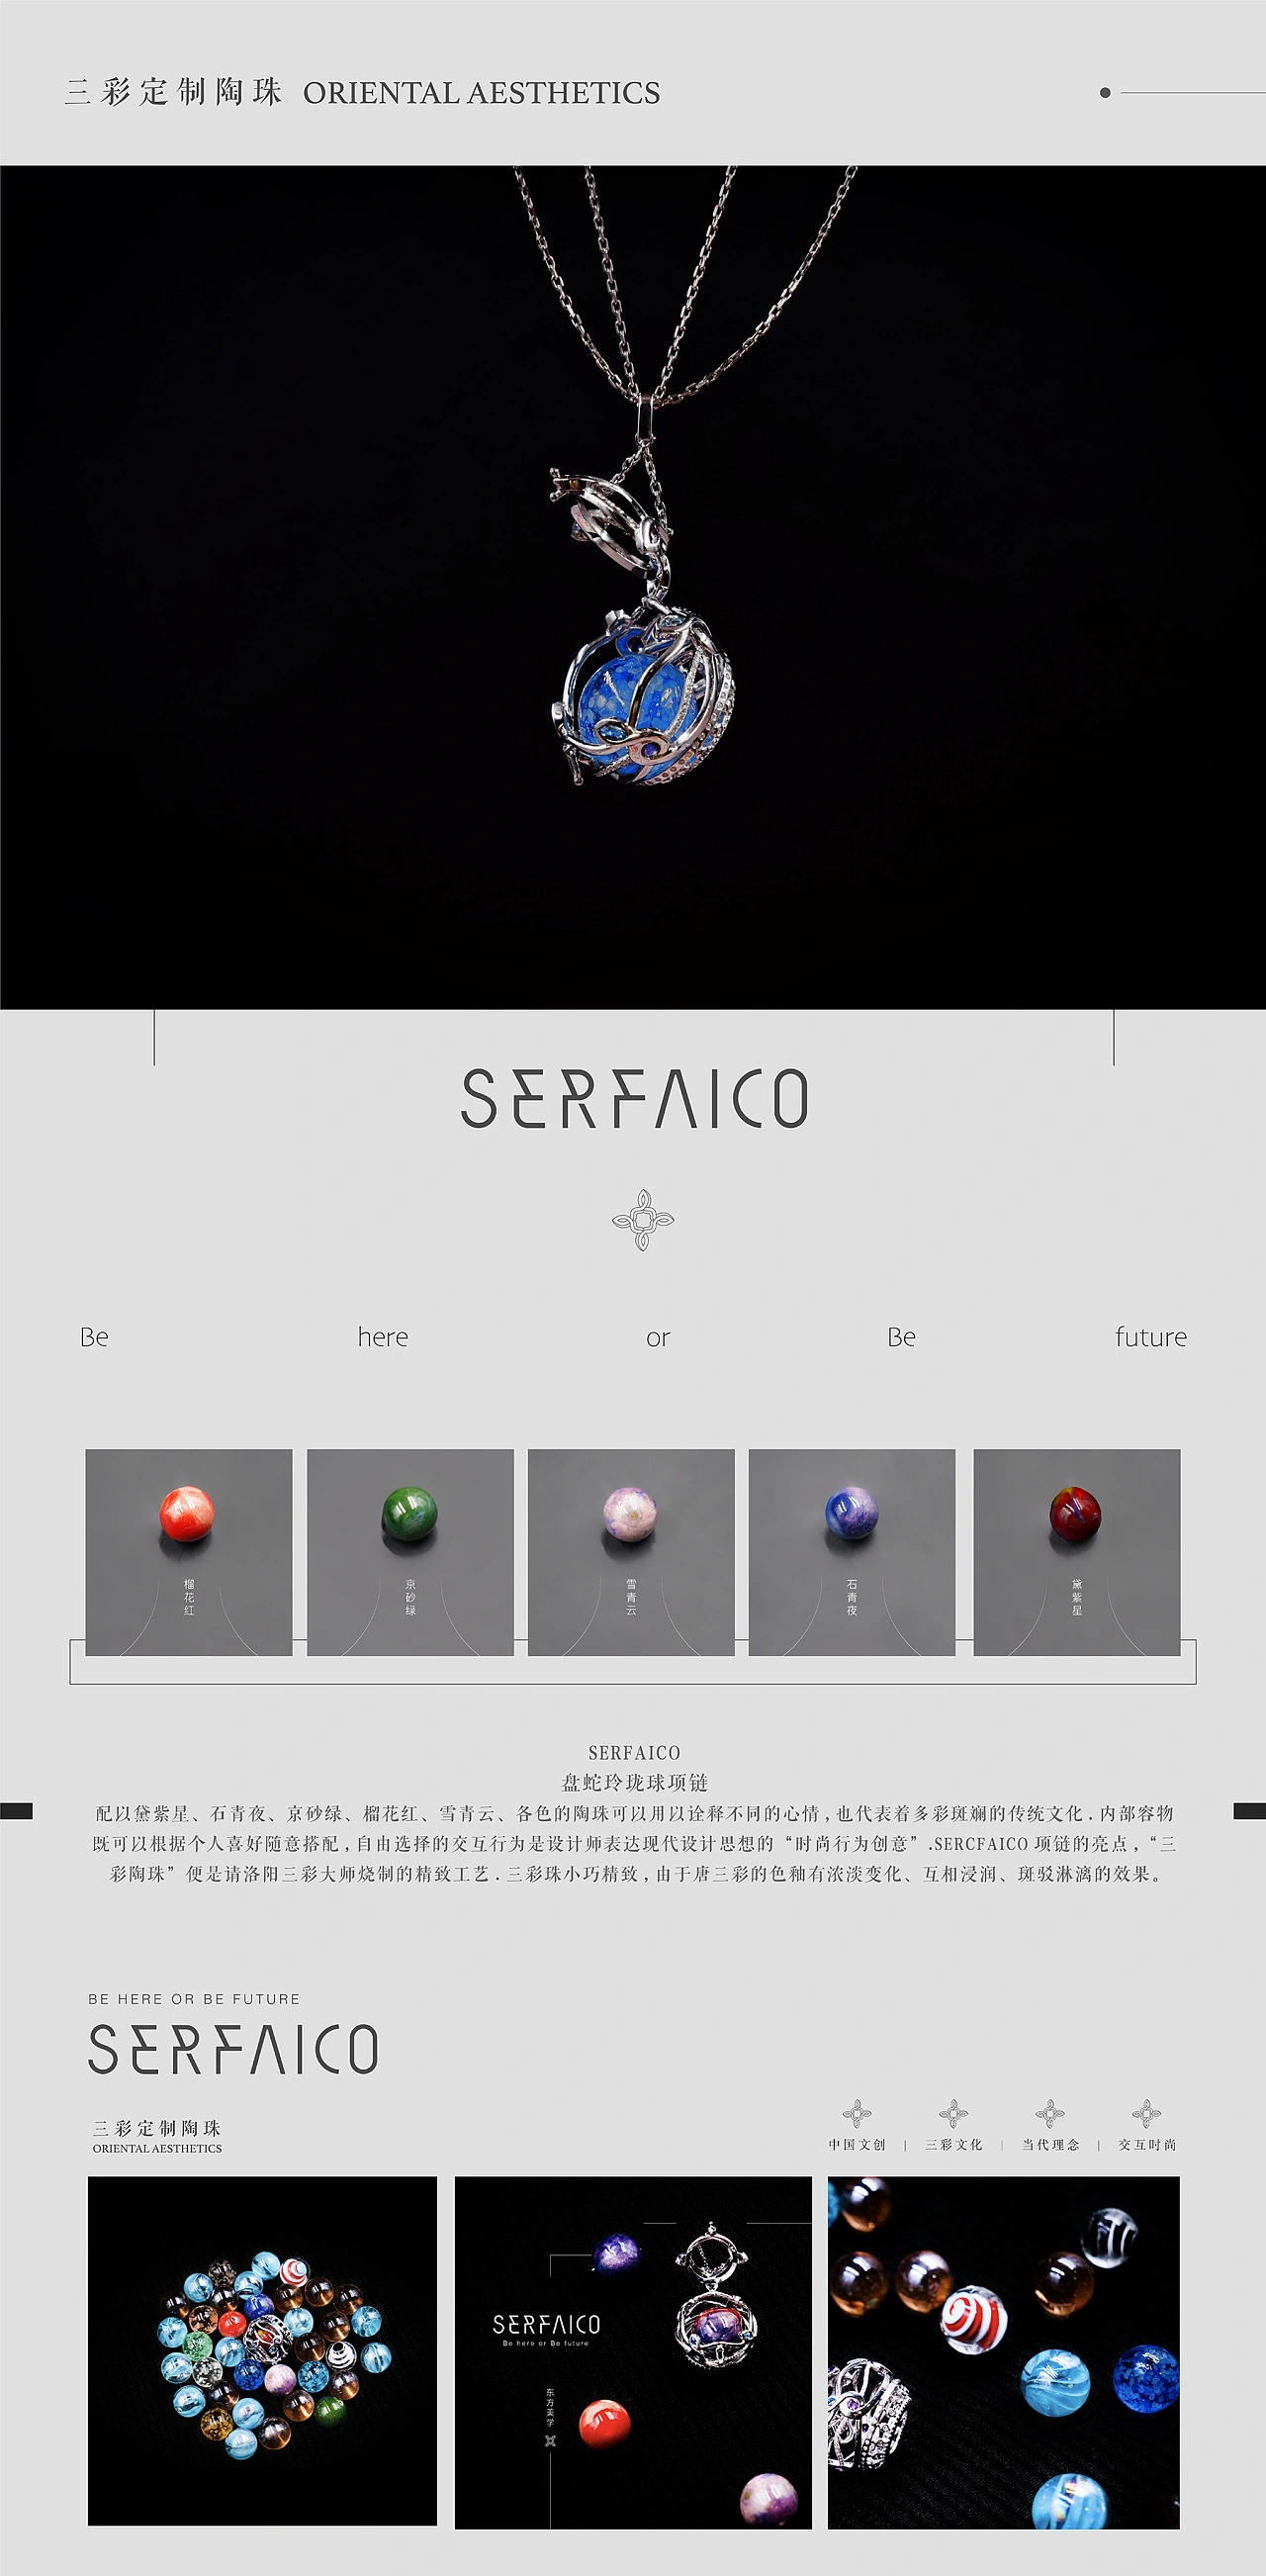 三彩定制陶珠 ORIENTAL AESTHETICS
SERFAICO
Be here or Be future
榴花红
京砂绿
雪青云
石青夜
黛紫星
SERFAICO
盘蛇玲珑球项链
配以黛紫星、石青夜、京砂绿、榴花红、雪青云、各色的陶珠可以用以诠释不同的心情,也代表着多彩斑斓的传统文化.内部容物
既可以根据个人喜好随意搭配,自由选择的交互行为是设计师表达现代设计思想的“时尚行为创意”.SERCFAICO 项链的亮点,“三
彩陶珠”便是请洛阳三彩大师烧制的精致工艺.三彩珠小巧精致,由于唐三彩的色釉有浓淡变化、互相浸润、斑驳淋漓的效果。
BE HERE OR BE FUTURE
SERFAICO
三彩定制陶珠
ORIENTAL AESTHETICS
中国文创 | 三彩文化 | 当代理念 | 交互时尚
SERFAICO
Be here or Be future
东方美学